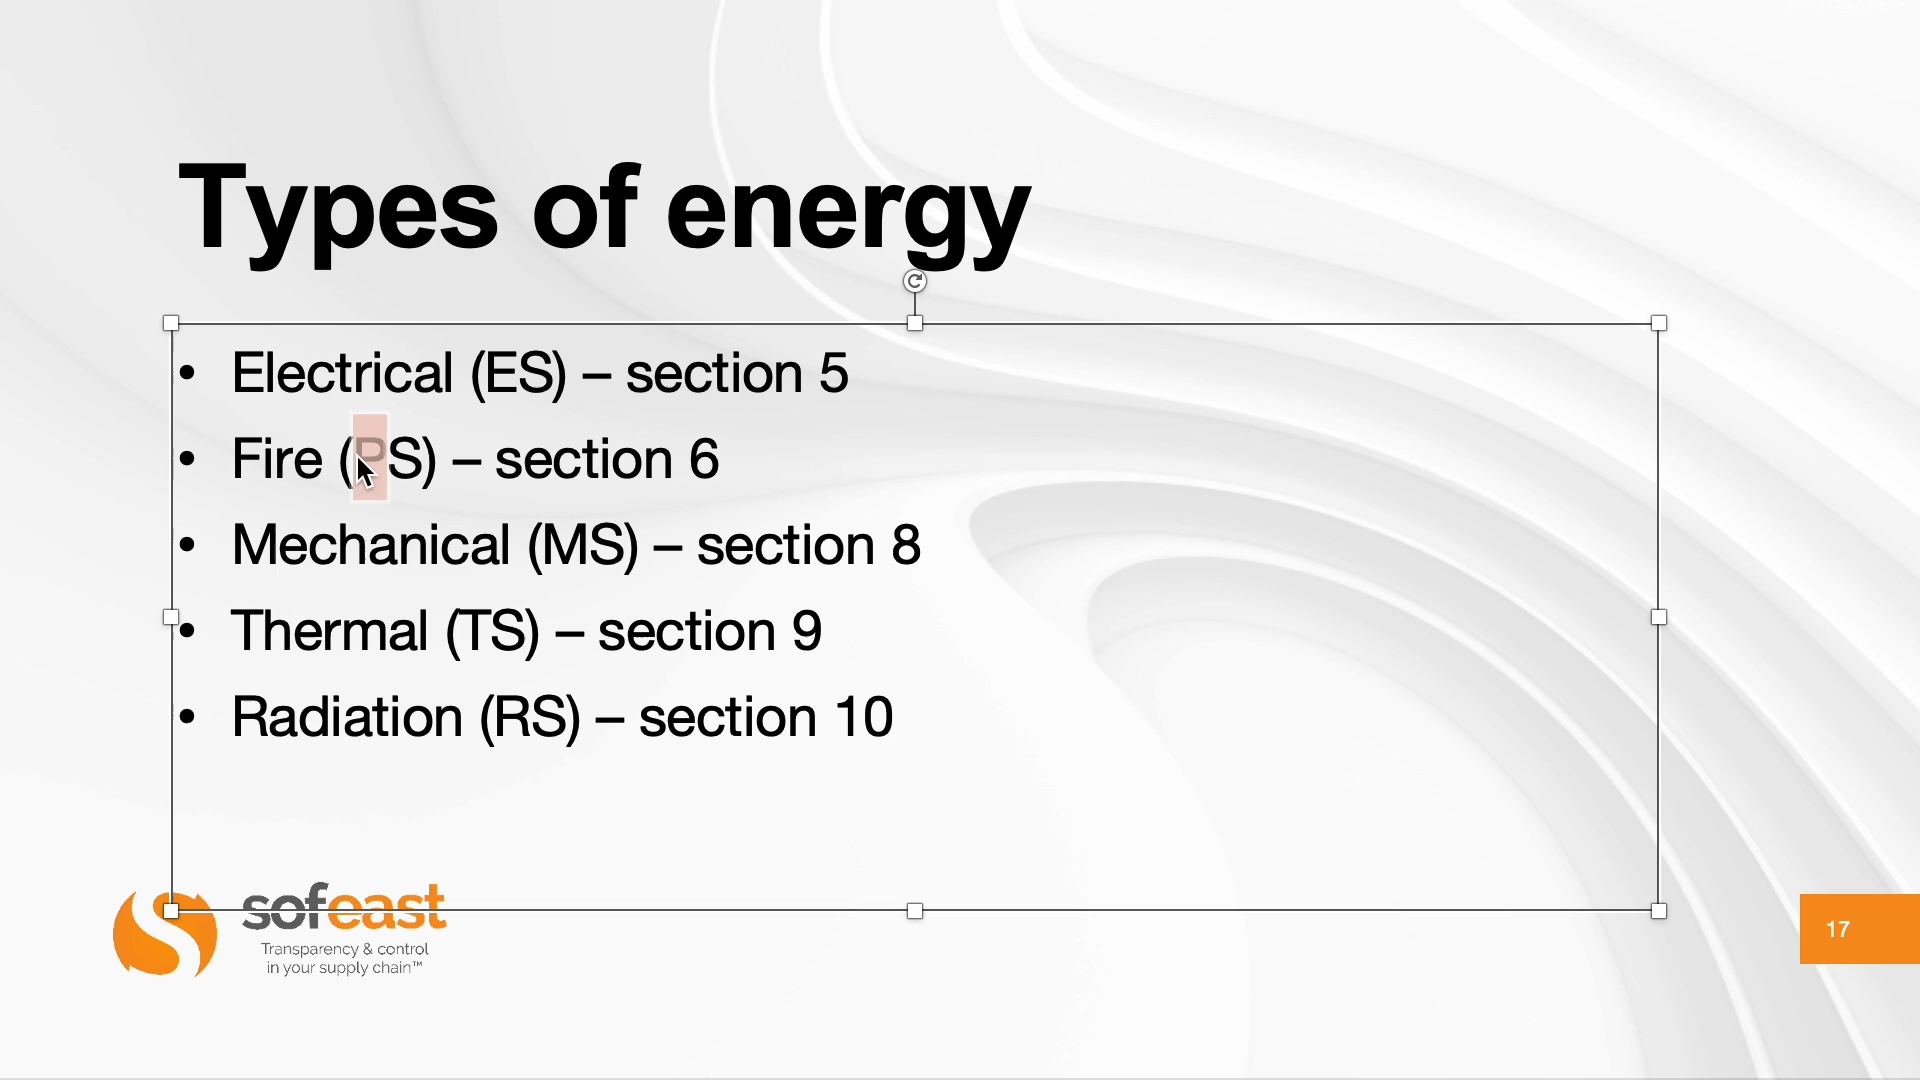 Types of energy
• Electrical (ES) – section 5
• Fire (PS) – section 6
• Mechanical (MS) – section 8
• Thermal (TS) – section 9
• Radiation (RS) – section 10
sofeast
Transparency & control
in your supply chain™
17